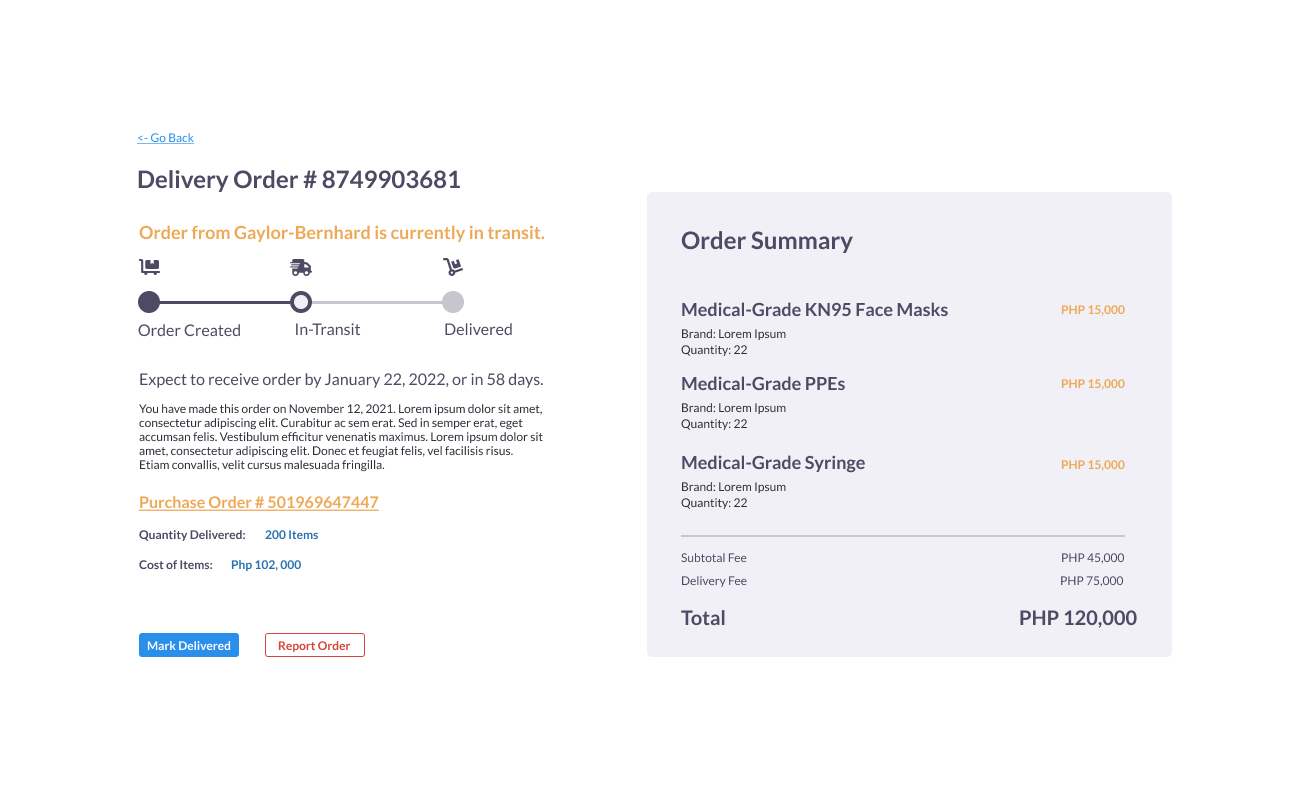 <- Go Back
Delivery Order # 8749903681
Order from Gaylor-Bernhard is currently in transit.
Order Created
In-Transit
Delivered
Expect to receive order by January 22, 2022, or in 58 days.
You have made this order on November 12, 2021. Lorem ipsum dolor sit amet,
consectetur adipiscing elit. Curabitur ac sem erat. Sed in semper erat, eget
accumsan felis. Vestibulum efficitur venenatis maximus. Lorem ipsum dolor sit
amet, consectetur adipiscing elit. Donec et feugiat felis, vel facilisis risus.
Etiam convallis, velit cursus malesuada fringilla.
Purchase Order # 501969647447
Quantity Delivered: 200 Items
Cost of Items: Php 102, 000
Mark Delivered
Report Order
Order Summary
Medical-Grade KN95 Face Masks PHP 15,000
Brand: Lorem Ipsum
Quantity: 22
Medical-Grade PPEs PHP 15,000
Brand: Lorem Ipsum
Quantity: 22
Medical-Grade Syringe PHP 15,000
Brand: Lorem Ipsum
Quantity: 22
Subtotal Fee PHP 45,000
Delivery Fee PHP 75,000
Total PHP 120,000